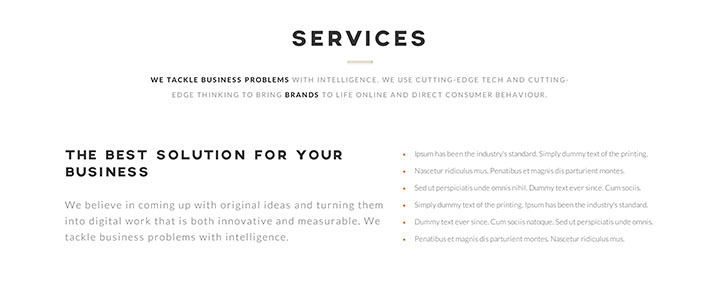 SERVICES
WE TACKLE BUSINESS PROBLEMS WITH INTELLIGENCE. WE USE CUTTING-EDGE TECH AND CUTTING-
EDGE THINKING TO BRING BRANDS TO LIFE ONLINE AND DIRECT CONSUMER BEHAVIOUR.
THE BEST SOLUTION FOR YOUR
BUSINESS
We believe in coming up with original ideas and turning them
into digital work that is both innovative and measurable. We
tackle business problems with intelligence.
Ipsum has been the industry's standard. Simply dummy text of the printing.
Nascetur ridiculus mus. Penatibus et magnis dis parturient montes.
Sed ut perspiciatis unde omnis nihil. Dummy text ever since. Cum sociis.
Simply dummy text of the printing. Ipsum has been the industry's standard.
Dummy text ever since. Cum sociis natoque. Sed ut perspiciatis unde omnis.
Penatibus et magnis dis parturient montes. Nascetur ridiculus mus.